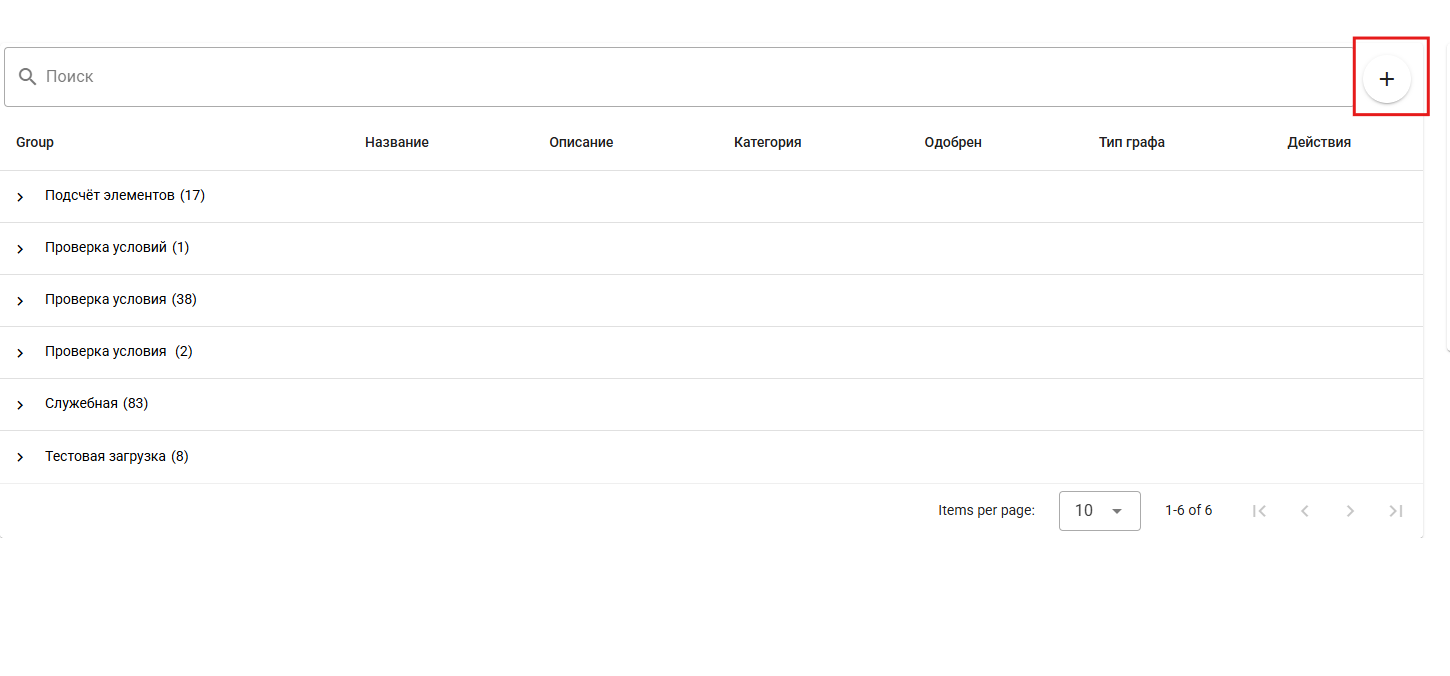 Поиск
+
Group Название Описание Категория Одобрен Тип графа Действия
Подсчёт элементов (17)
Проверка условий (1)
Проверка условия (38)
Проверка условия (2)
Служебная (83)
Тестовая загрузка (8)
Items per page: 10 1-6 of 6